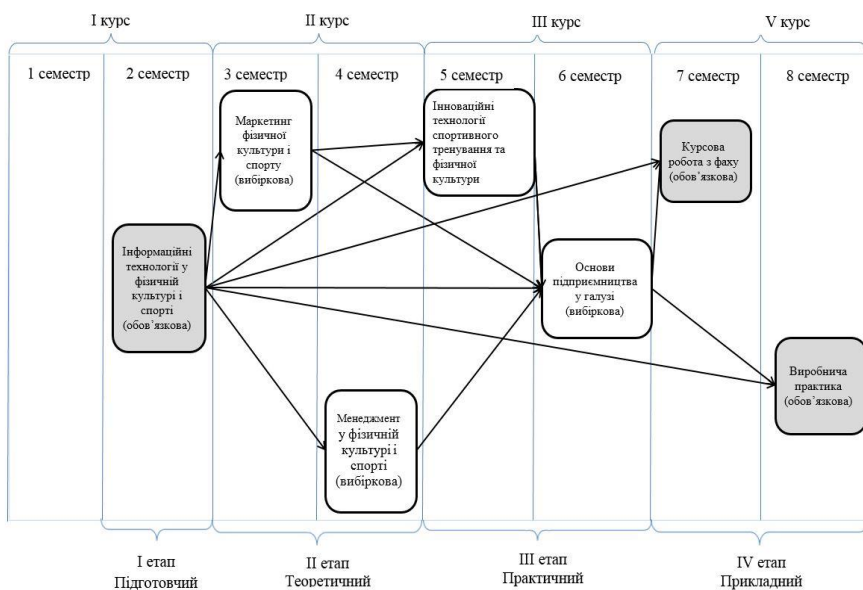 I курс
II курс
III курс
V курс
1 семестр
2 семестр
3 семестр
4 семестр
5 семестр
6 семестр
7 семестр
8 семестр
Маркетинг
фізичної
культури і
спорту
(вибіркова)
Інноваційні
технології
спортивного
тренування та
фізичної
культури
Курсова
робота з фаху
(обов’язкова)
Інформаційні
технології у
фізичній
культурі і
спорті
(обов’язкова)
Основи
підприємництва
у галузі
(вибіркова)
Виробнича
практика
(обов’язкова)
Менеджмент
у фізичній
культурі і
спорті
(вибіркова)
I етап
Підготовчий
II етап
Теоретичний
III етап
Практичний
IV етап
Прикладний